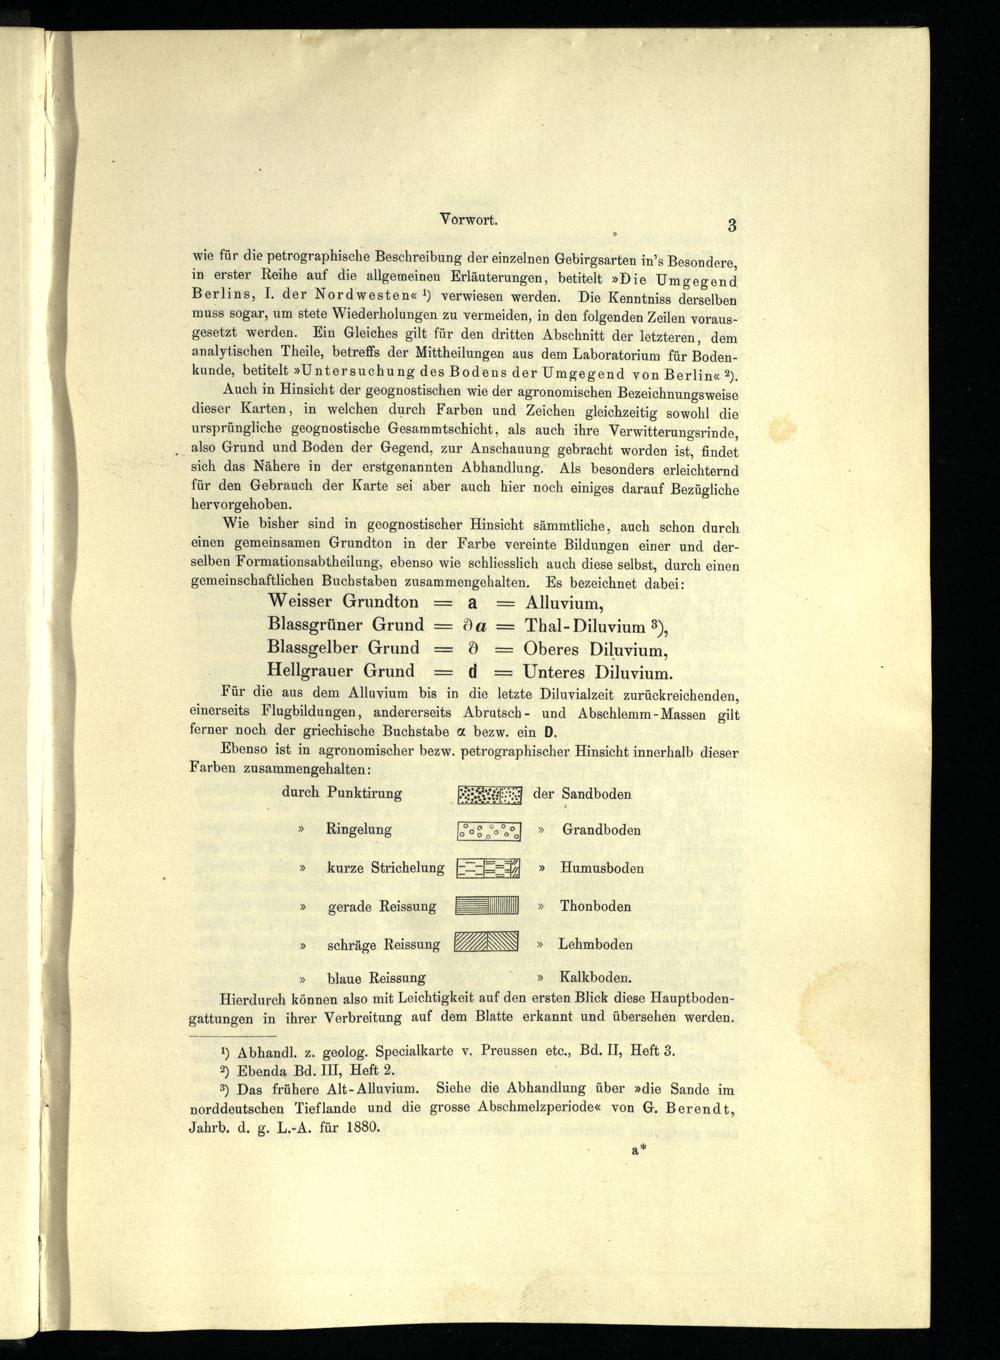 Vorwort.
3
wie für die petrographische Beschreibung der einzelnen Gebirgsarten in's Besondere,
in erster Reihe auf die allgemeinen Erläuterungen, betitelt »Die Umgegend
Berlins, I. der Nordwesten« ¹) verwiesen werden. Die Kenntniss derselben
muss sogar, um stete Wiederholungen zu vermeiden, in den folgenden Zeilen voraus-
gesetzt werden. Ein Gleiches gilt für den dritten Abschnitt der letzteren, dem
analytischen Theile, betreffs der Mittheilungen aus dem Laboratorium für Boden-
kunde, betitelt »Untersuchung des Bodens der Umgegend von Berlin« ²).
Auch in Hinsicht der geognostischen wie der agronomischen Bezeichnungsweise
dieser Karten, in welchen durch Farben und Zeichen gleichzeitig sowohl die
ursprüngliche geognostische Gesammtschicht, als auch ihre Verwitterungsrinde,
also Grund und Boden der Gegend, zur Anschauung gebracht worden ist, findet
sich das Nähere in der erstgenannten Abhandlung. Als besonders erleichternd
für den Gebrauch der Karte sei aber auch hier noch einiges darauf Bezügliche
hervorgehoben.
Wie bisher sind in geognostischer Hinsicht sämmtliche, auch schon durch
einen gemeinsamen Grundton in der Farbe vereinte Bildungen einer und der-
selben Formationsabtheilung, ebenso wie schliesslich auch diese selbst, durch einen
gemeinschaftlichen Buchstaben zusammengehalten. Es bezeichnet dabei:
Weisser Grundton = a = Alluvium,
Blassgrüner Grund = ∂a = Thal-Diluvium ³),
Blassgelber Grund = ∂ = Oberes Diluvium,
Hellgrauer Grund = d = Unteres Diluvium.
Für die aus dem Alluvium bis in die letzte Diluvialzeit zurückreichenden,
einerseits Flugbildungen, andererseits Abrutsch- und Abschlemm-Massen gilt
ferner noch der griechische Buchstabe α bezw. ein D.
Ebenso ist in agronomischer bezw. petrographischer Hinsicht innerhalb dieser
Farben zusammengehalten:
durch Punktirung der Sandboden
» Ringelung » Grandboden
» kurze Strichelung » Humusboden
» gerade Reissung » Thonboden
» schräge Reissung » Lehmboden
» blaue Reissung » Kalkboden.
Hierdurch können also mit Leichtigkeit auf den ersten Blick diese Hauptboden-
gattungen in ihrer Verbreitung auf dem Blatte erkannt und übersehen werden.
¹) Abhandl. z. geolog. Specialkarte v. Preussen etc., Bd. II, Heft 3.
²) Ebenda Bd. III, Heft 2.
³) Das frühere Alt-Alluvium. Siehe die Abhandlung über »die Sande im
norddeutschen Tieflande und die grosse Abschmelzperiode« von G. Berendt,
Jahrb. d. g. L.-A. für 1880.
a*